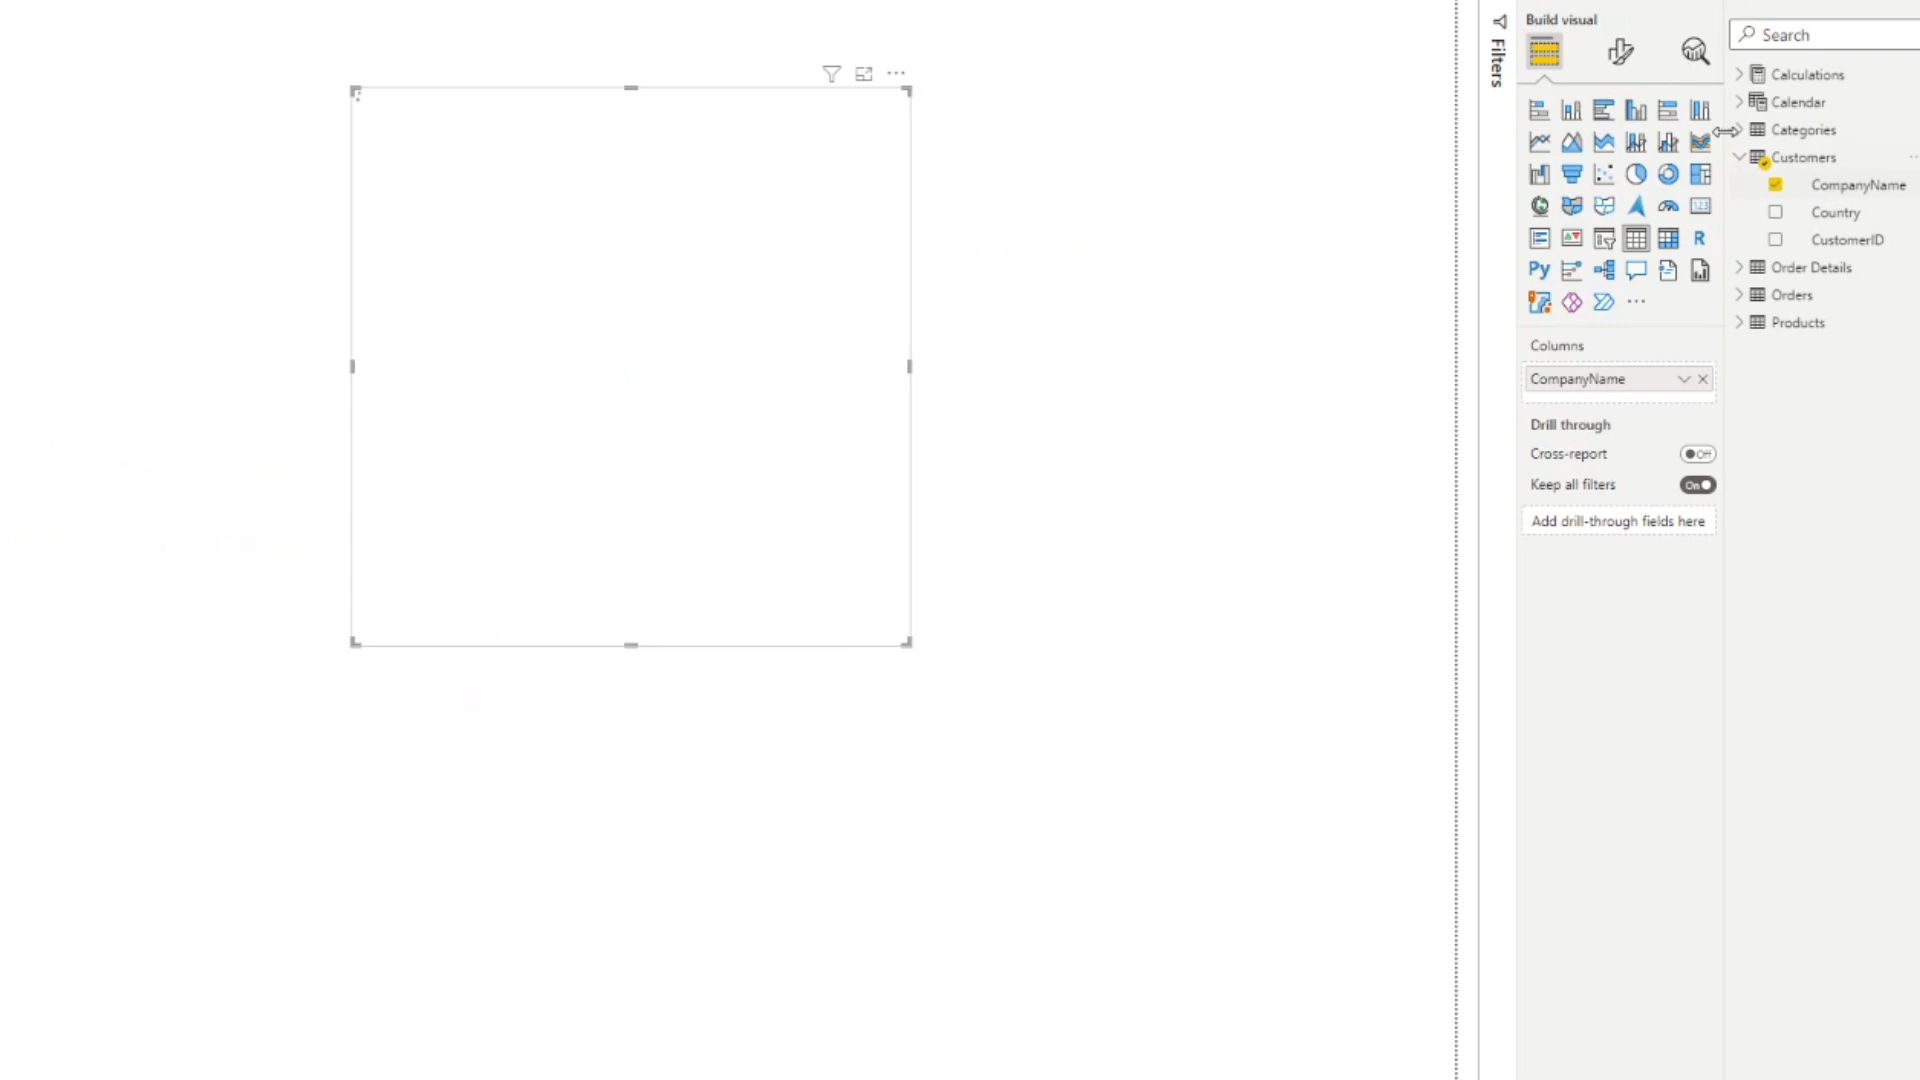 Build visual
Filters
Search
Calculations
Calendar
Categories
Customers
CompanyName
Country
CustomerID
Order Details
Orders
Products
123
R
Py
Columns
CompanyName
Drill through
Cross-report
Off
Keep all filters
On
Add drill-through fields here